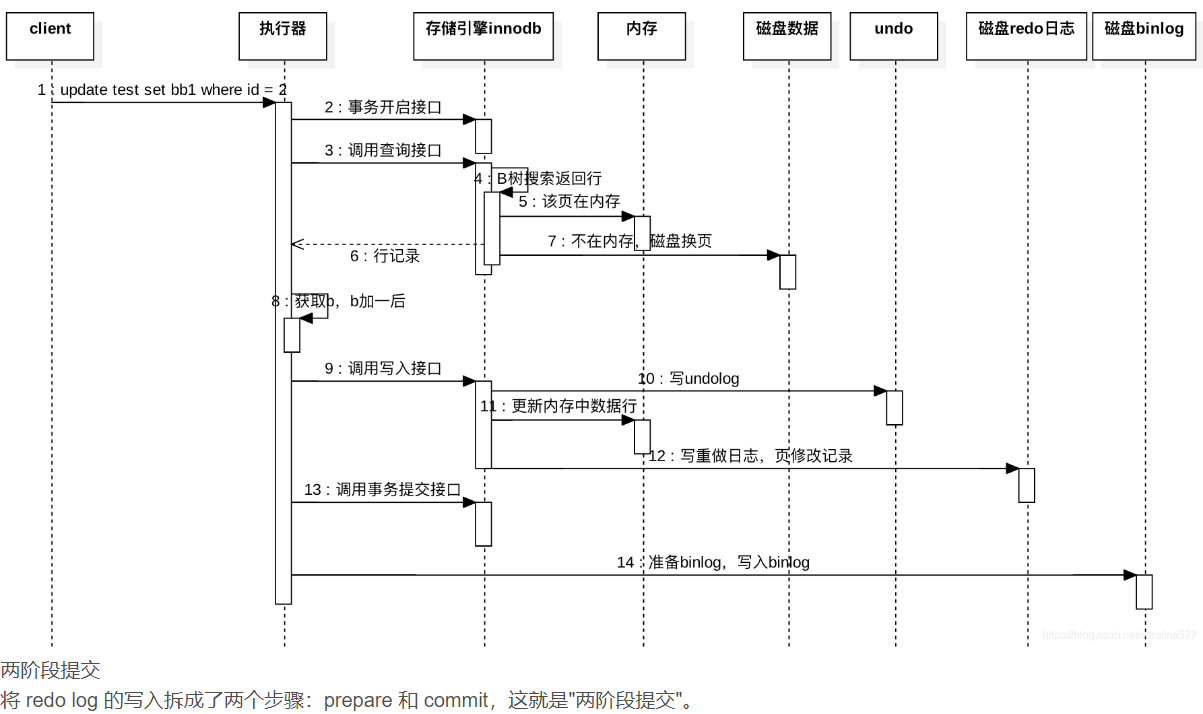 client
执行器
存储引擎innodb
内存
磁盘数据
undo
磁盘redo日志
磁盘binlog
1 : update test set bb1 where id = 2
2 : 事务开启接口
3 : 调用查询接口
4 : B树搜索返回行
5 : 该页在内存
7 : 不在内存，磁盘换页
6 : 行记录
8 : 获取b，b加一后
9 : 调用写入接口
10 : 写undolog
11 : 更新内存中数据行
12 : 写重做日志，页修改记录
13 : 调用事务提交接口
14 : 准备binlog，写入binlog
两阶段提交
将 redo log 的写入拆成了两个步骤：prepare 和 commit，这就是"两阶段提交"。